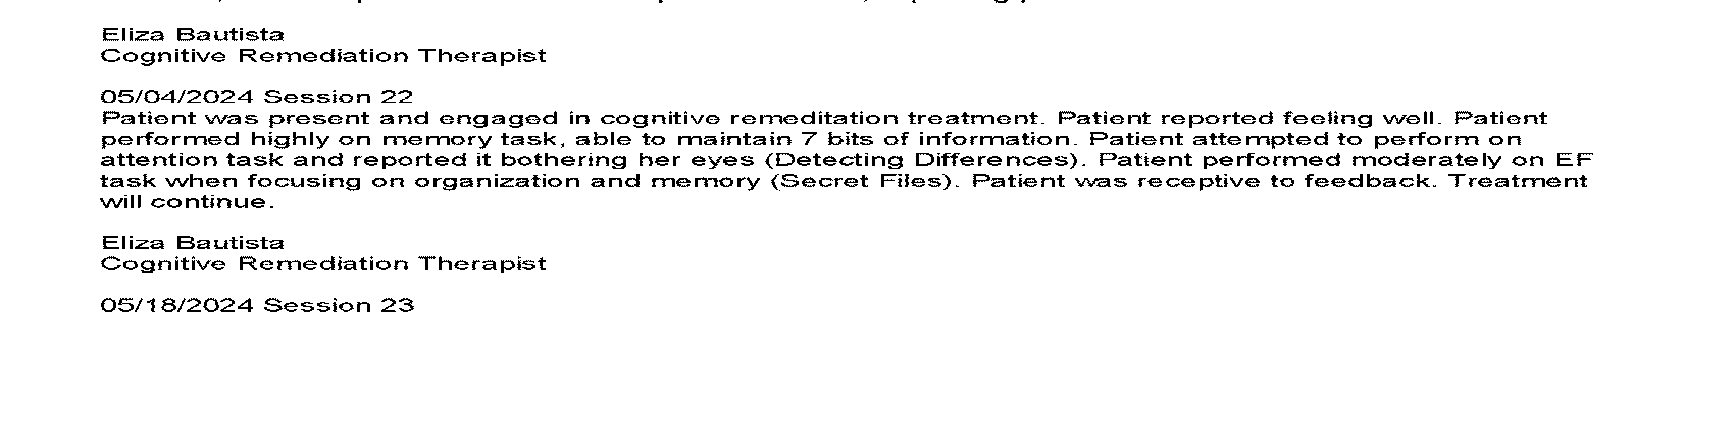 Eliza Bautista
Cognitive Remediation Therapist
05/04/2024 Session 22
Patient was present and engaged in cognitive remeditation treatment. Patient reported feeling well. Patient
performed highly on memory task, able to maintain 7 bits of information. Patient attempted to perform on
attention task and reported it bothering her eyes (Detecting Differences). Patient performed moderately on EF
task when focusing on organization and memory (Secret Files). Patient was receptive to feedback. Treatment
will continue.
Eliza Bautista
Cognitive Remediation Therapist
05/18/2024 Session 23